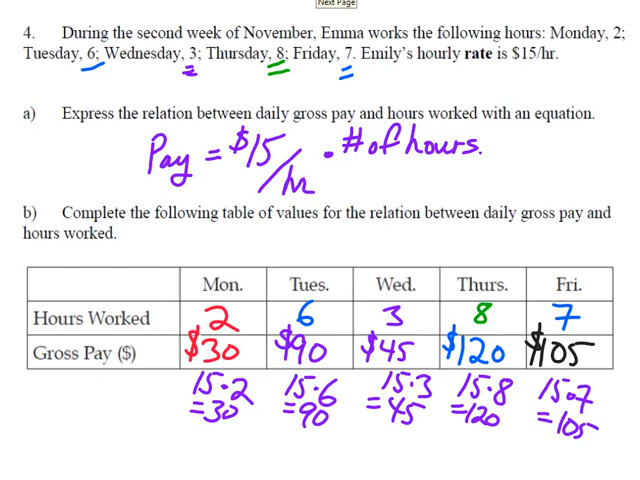 Next Page
4. During the second week of November, Emma works the following hours: Monday, 2;
Tuesday, 6; Wednesday, 3; Thursday, 8; Friday, 7. Emily's hourly rate is $15/hr.
a) Express the relation between daily gross pay and hours worked with an equation.
Pay = $15/hr · # of hours.
b) Complete the following table of values for the relation between daily gross pay and
hours worked.
Mon. Tues. Wed. Thurs. Fri.
Hours Worked 2 6 3 8 7
Gross Pay ($) $30 $90 $45 $120 $105
15·2 15·6 15·3 15·8 15·7
=30 =90 =45 =120 =105